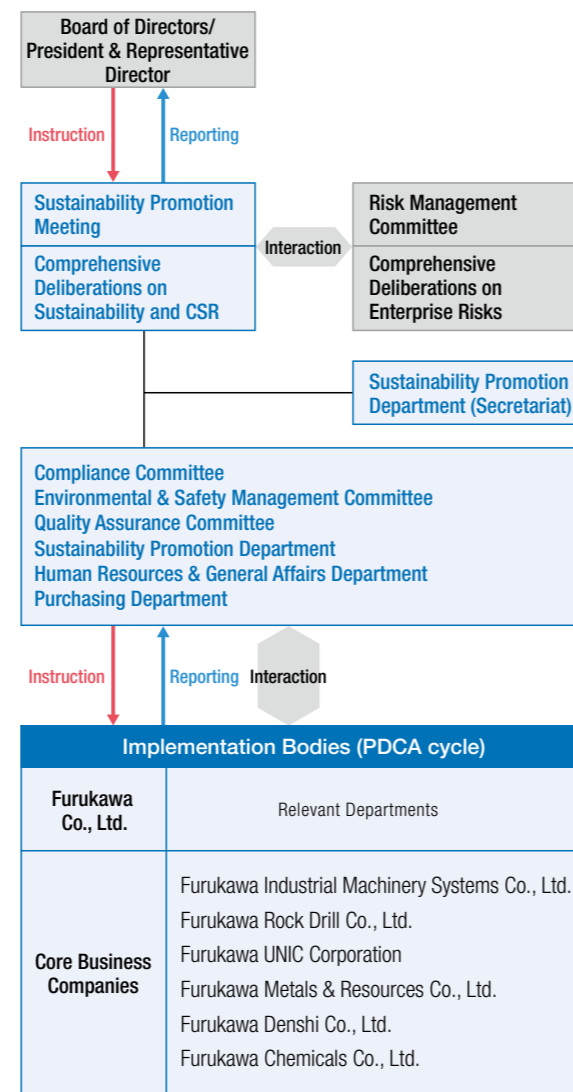 Board of Directors/
President & Representative
Director
Instruction
Reporting
Sustainability Promotion
Meeting
Comprehensive
Deliberations on
Sustainability and CSR
Interaction
Risk Management
Committee
Comprehensive
Deliberations on
Enterprise Risks
Sustainability Promotion
Department (Secretariat)
Compliance Committee
Environmental & Safety Management Committee
Quality Assurance Committee
Sustainability Promotion Department
Human Resources & General Affairs Department
Purchasing Department
Instruction
Reporting
Interaction
Implementation Bodies (PDCA cycle)
Furukawa
Co., Ltd.
Relevant Departments
Core Business
Companies
Furukawa Industrial Machinery Systems Co., Ltd.
Furukawa Rock Drill Co., Ltd.
Furukawa UNIC Corporation
Furukawa Metals & Resources Co., Ltd.
Furukawa Denshi Co., Ltd.
Furukawa Chemicals Co., Ltd.